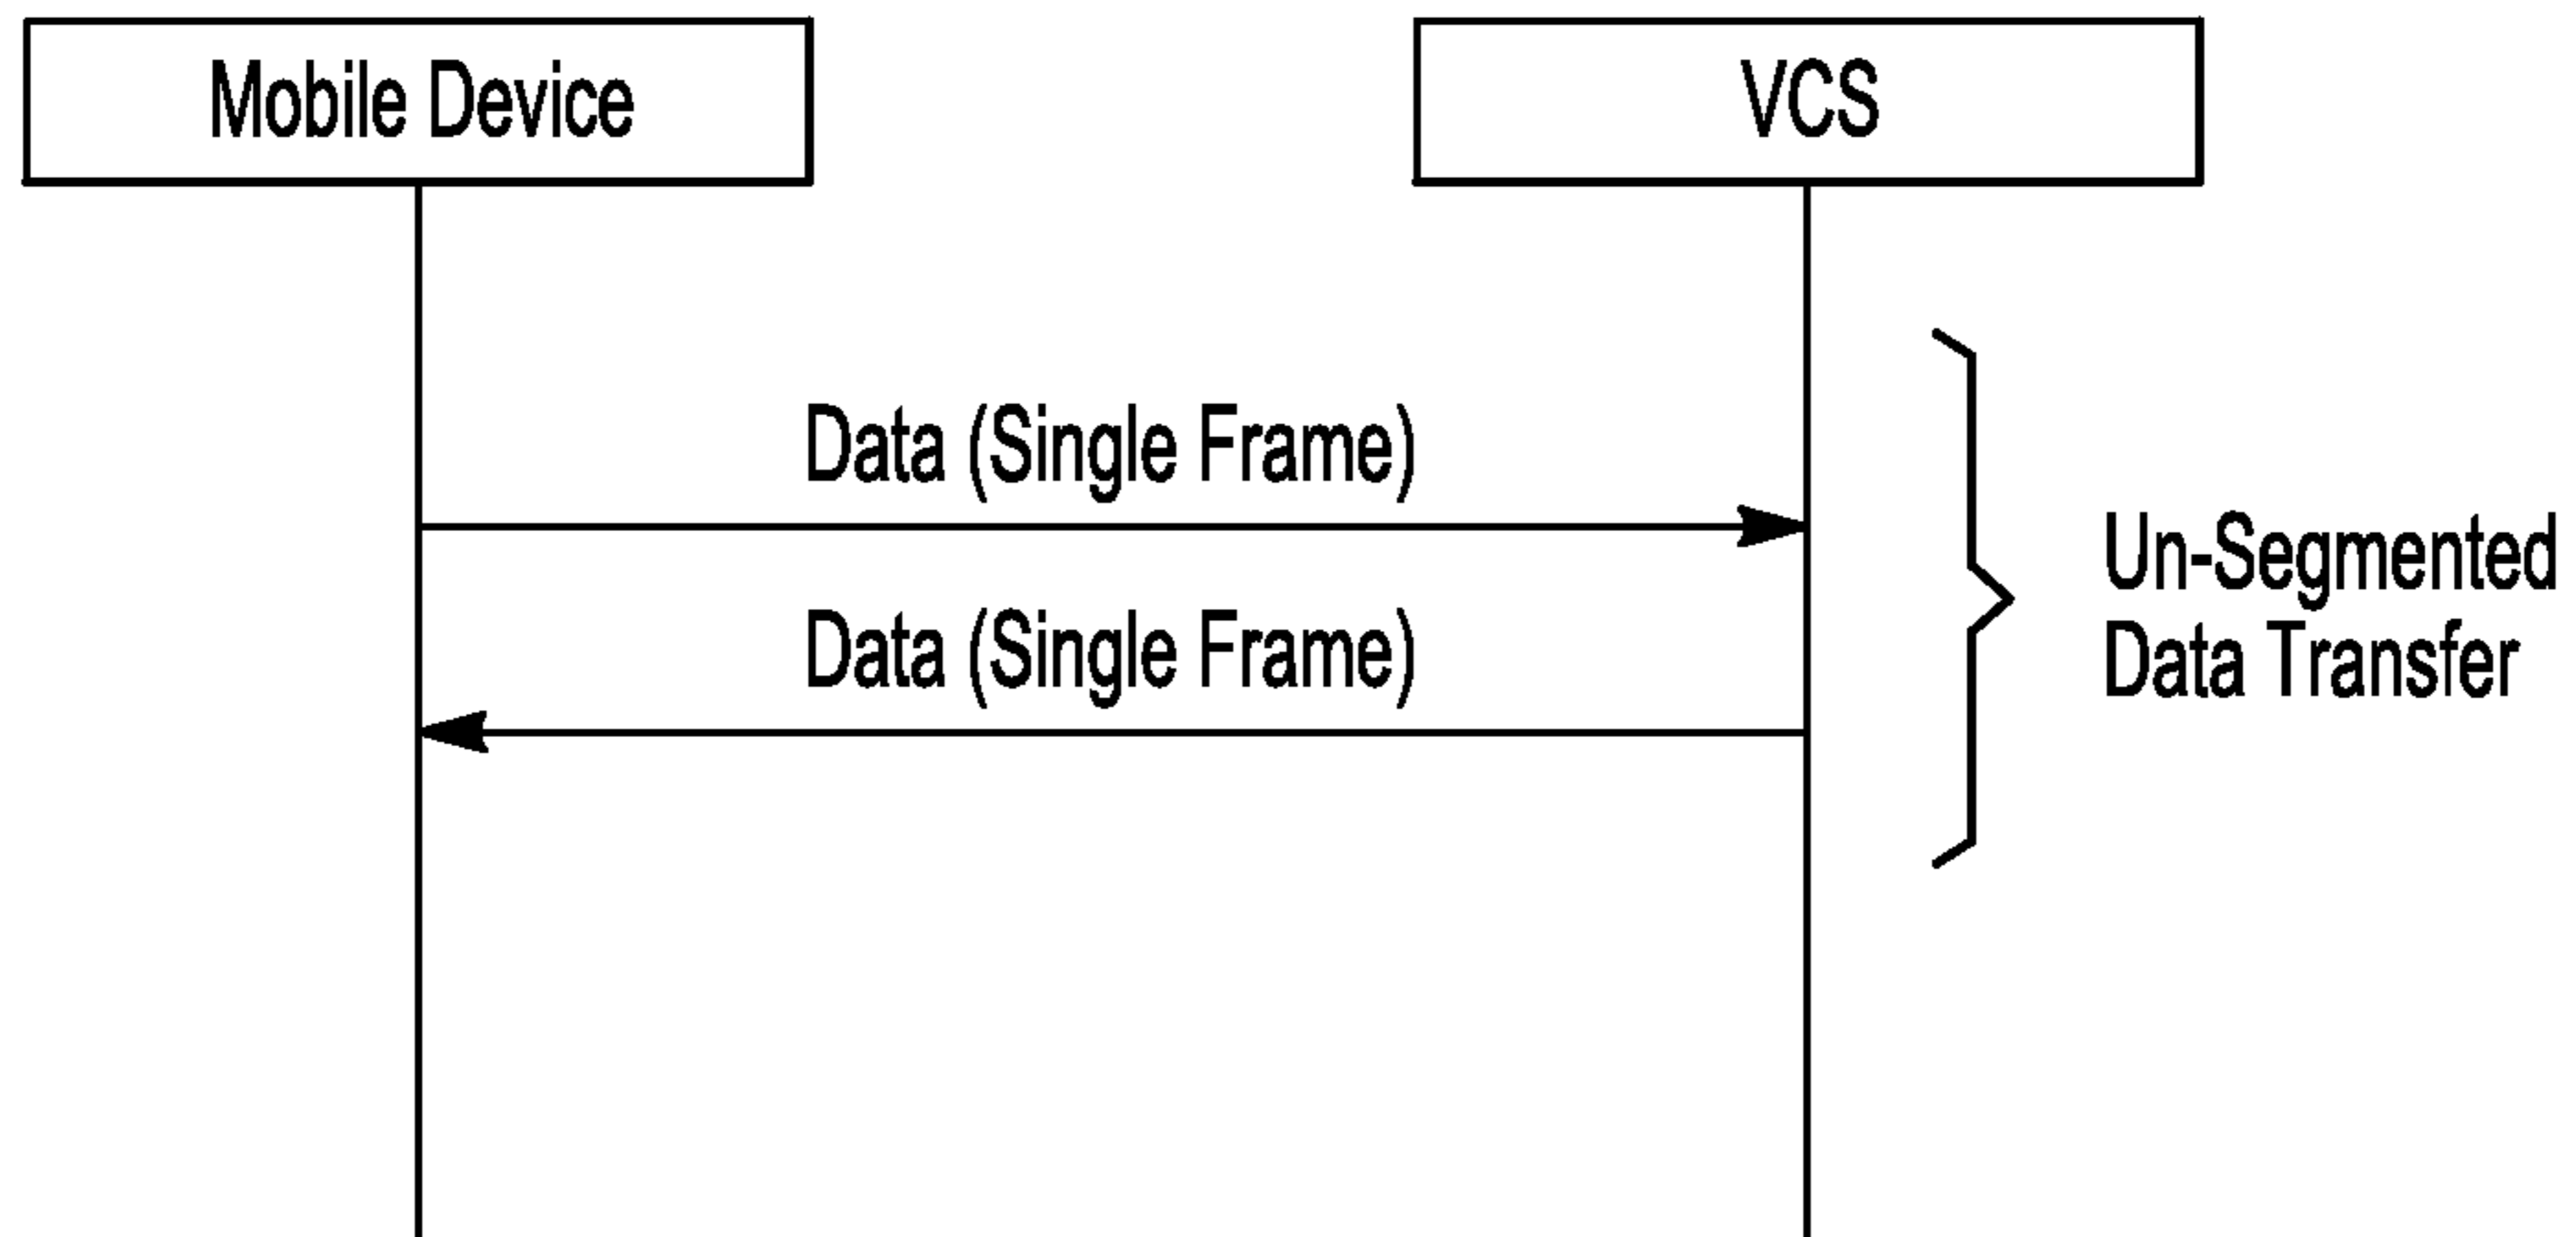 Mobile Device
VCS
Data (Single Frame)
Data (Single Frame)
Un-Segmented
Data Transfer